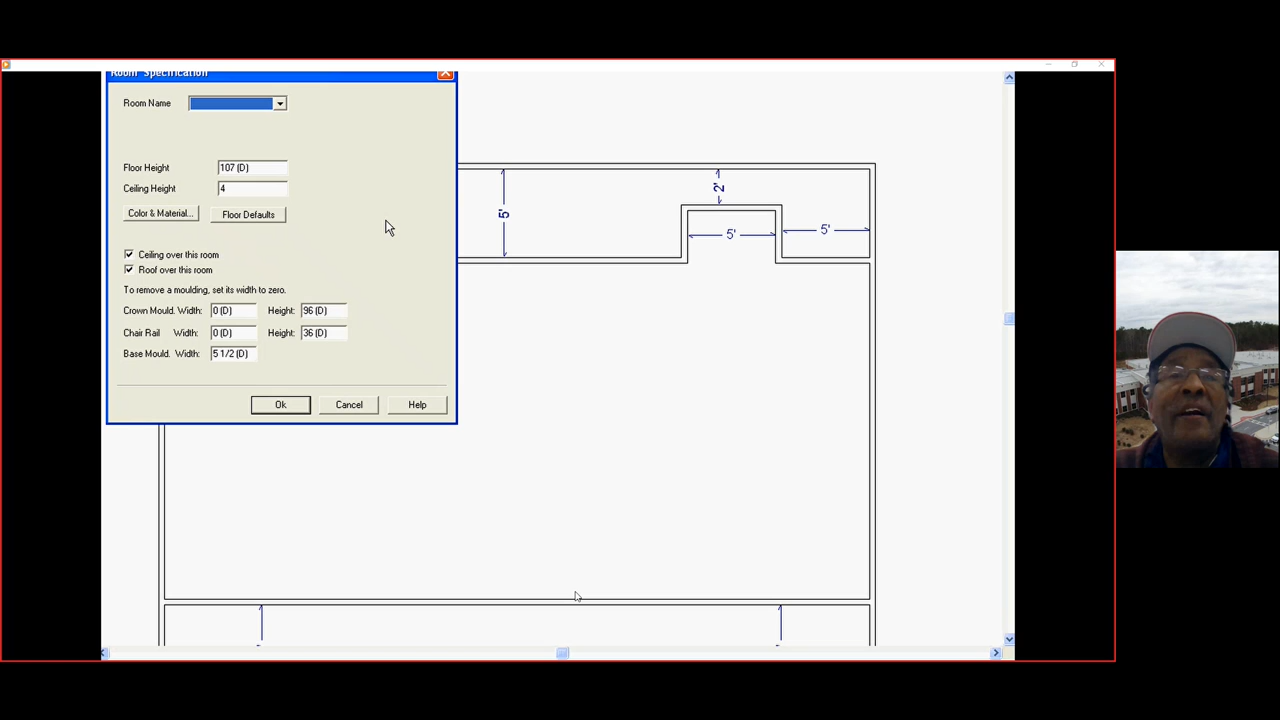 Room Specification
Room Name
Floor Height 107 (D)
Ceiling Height 4
Color & Material... Floor Defaults
Ceiling over this room
Roof over this room
To remove a moulding, set its width to zero.
Crown Mould. Width: 0 (D) Height: 96 (D)
Chair Rail Width: 0 (D) Height: 36 (D)
Base Mould. Width: 5 1/2 (D)
Ok Cancel Help
5'
2'
5'
5'